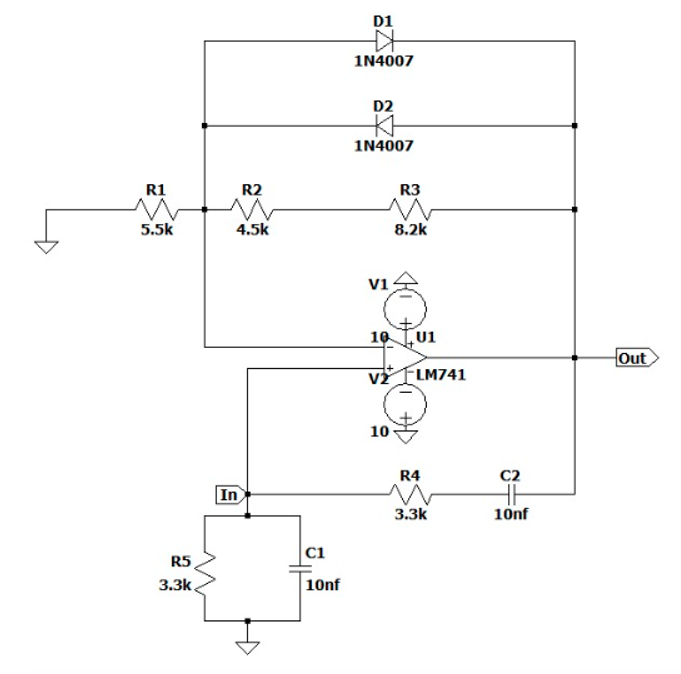 D1
1N4007
D2
1N4007
R1
5.5k
R2
4.5k
R3
8.2k
V1
10
U1
V2
LM741
10
Out
In
R4
3.3k
C2
10nf
R5
3.3k
C1
10nf